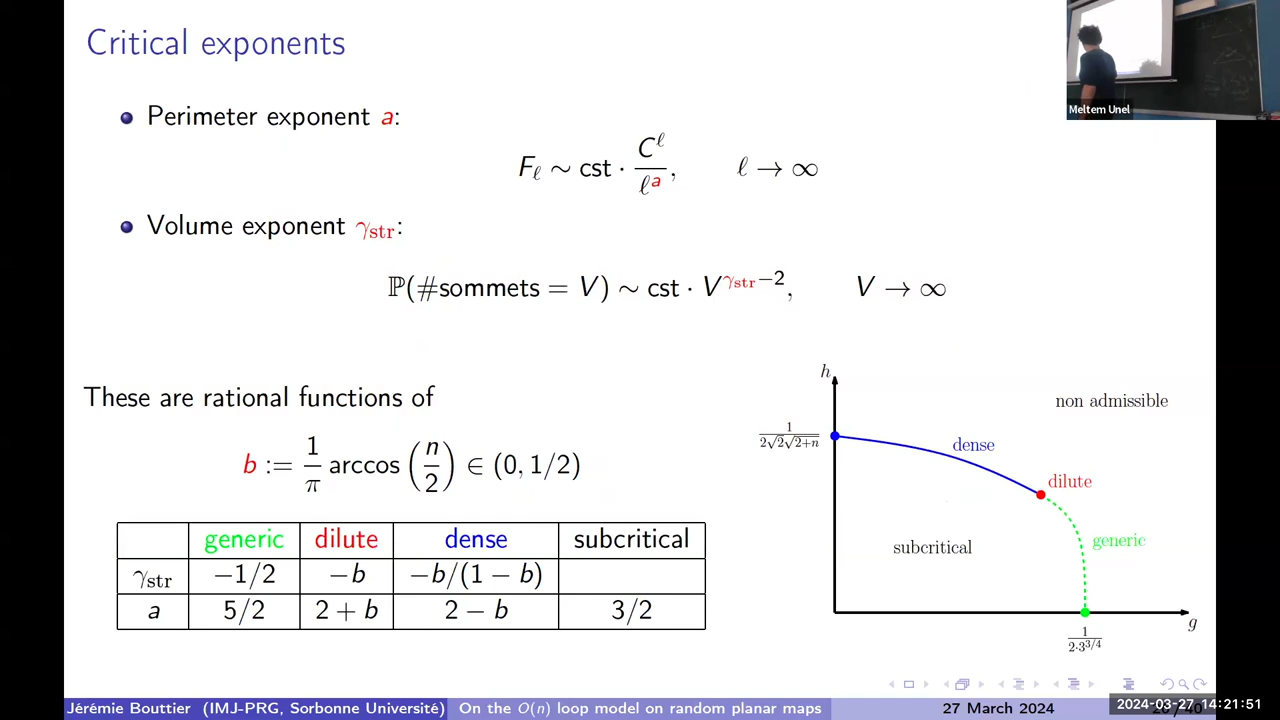 Critical exponents
Meltem Unel
Perimeter exponent a:
F_ℓ ∼ cst · C^ℓ / ℓ^a, ℓ → ∞
Volume exponent γ_str:
ℙ(#sommets = V) ∼ cst · V^{γ_str−2}, V → ∞
These are rational functions of
b := 1/π arccos (n/2) ∈ (0, 1/2)
generic dilute dense subcritical
γ_str −1/2 −b −b/(1 − b)
a 5/2 2 + b 2 − b 3/2
h
non admissible
1/(2√2√(2+n))
dense
dilute
generic
subcritical
g
1/(2·3^{3/4})
Jérémie Bouttier (IMJ-PRG, Sorbonne Université) On the O(n) loop model on random planar maps 27 March 2024
2024-03-27 14:21:51